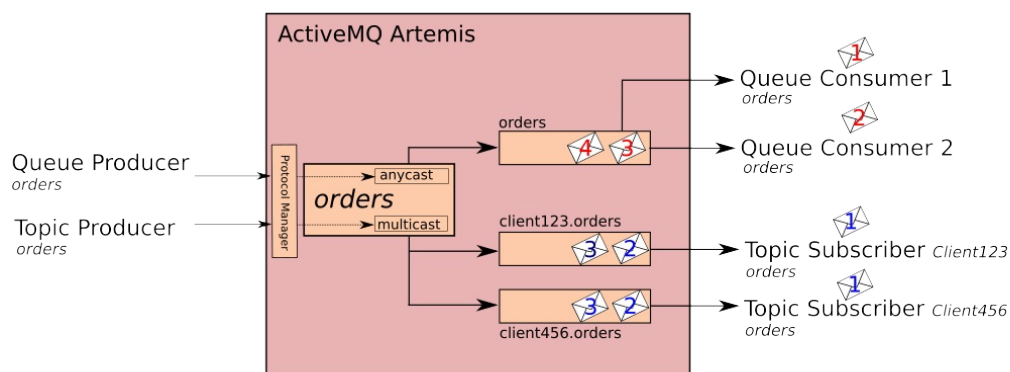 ActiveMQ Artemis
1
Queue Consumer 1
orders
2
Queue Consumer 2
orders
orders
4 3
Queue Producer
orders
Topic Producer
orders
Protocol Manager
anycast
orders
multicast
client123.orders
3 2
1
Topic Subscriber Client123
orders
3 2
client456.orders
1
Topic Subscriber Client456
orders